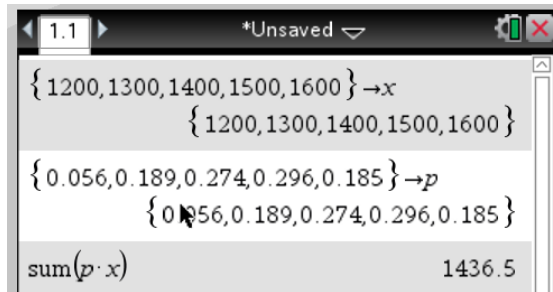 1.1 *Unsaved
{1200,1300,1400,1500,1600}→x
{1200,1300,1400,1500,1600}
{0.056,0.189,0.274,0.296,0.185}→p
{0.056,0.189,0.274,0.296,0.185}
sum(p·x) 1436.5